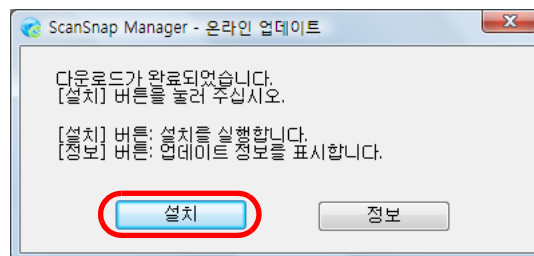 ScanSnap Manager - 온라인 업데이트
다운로드가 완료되었습니다.
[설치] 버튼을 눌러 주십시오.
[설치] 버튼: 설치를 실행합니다.
[정보] 버튼: 업데이트 정보를 표시합니다.
설치
정보